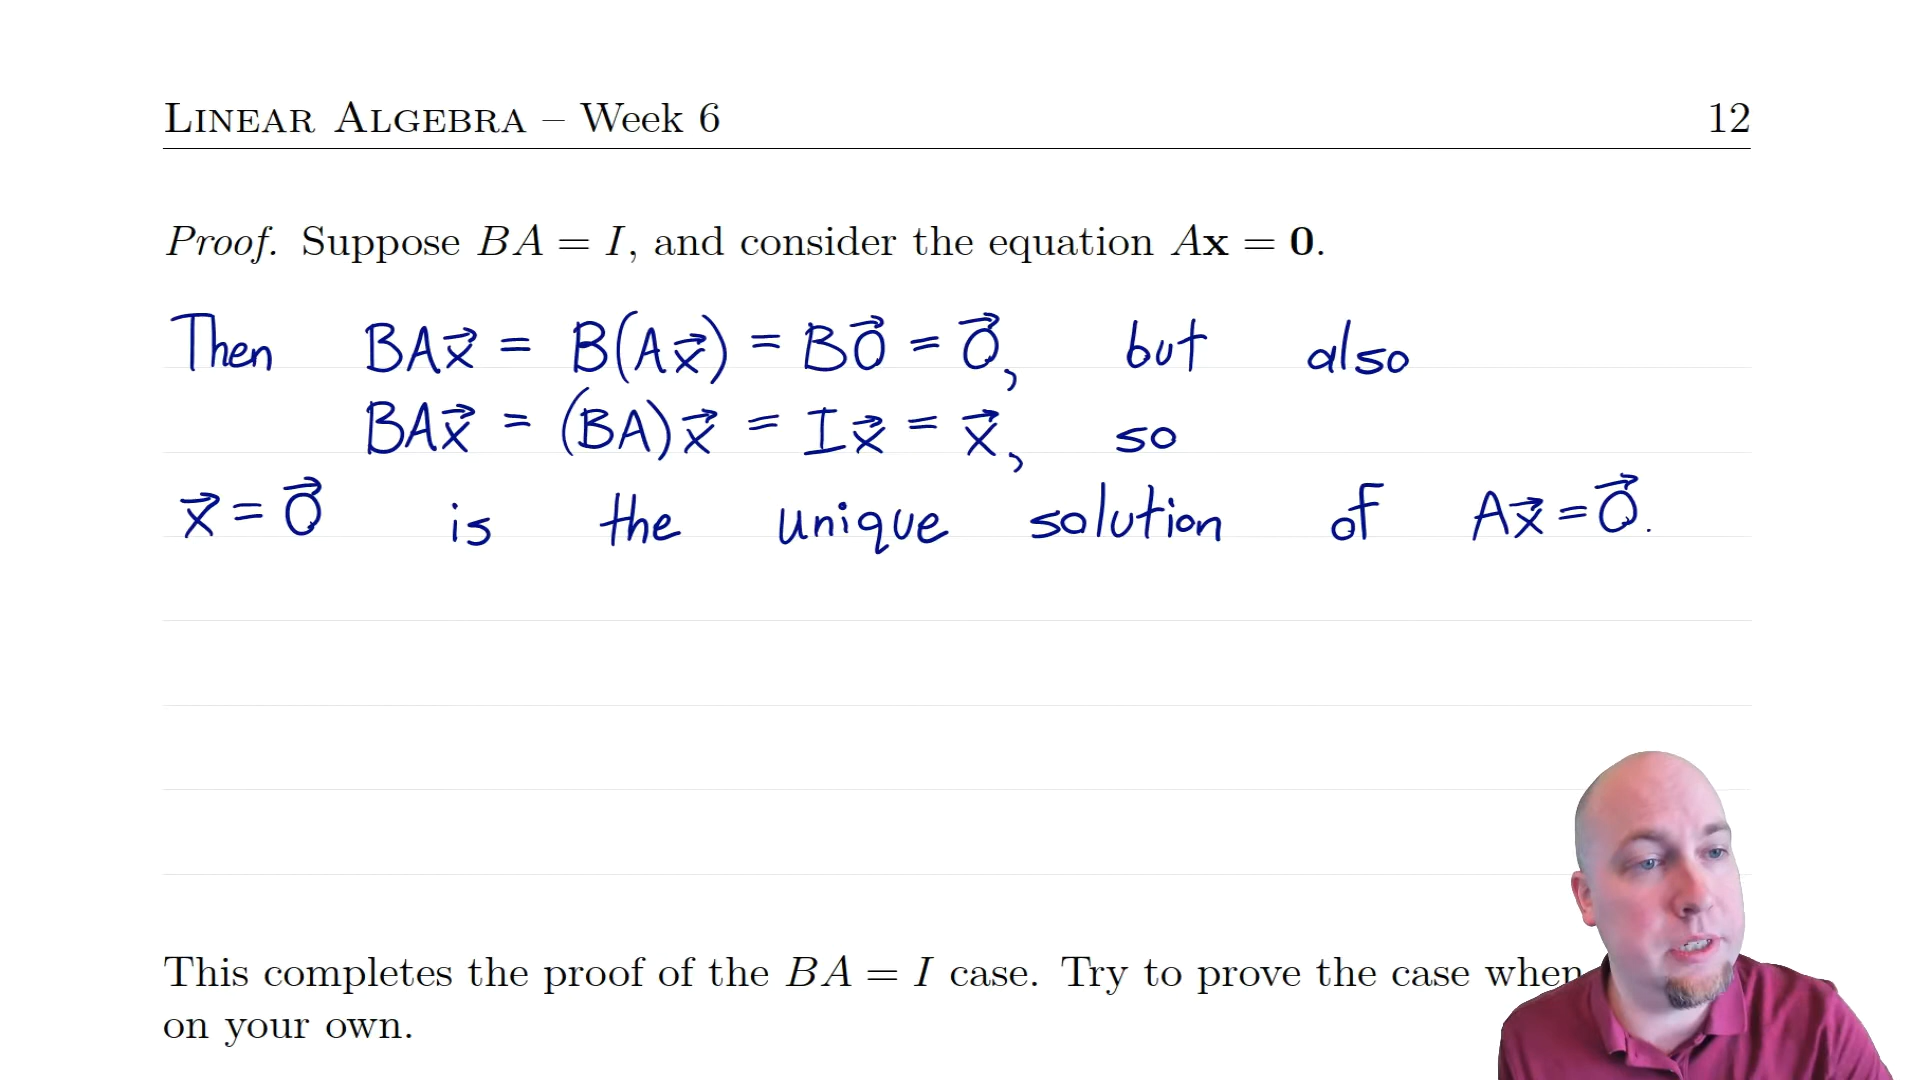 LINEAR ALGEBRA – Week 6 12
Proof. Suppose BA = I, and consider the equation Ax = 0.
Then BAx⃗ = B(Ax⃗) = B0⃗ = 0⃗, but also
BAx⃗ = (BA)x⃗ = Ix⃗ = x⃗, so
x⃗ = 0⃗ is the unique solution of Ax⃗ = 0⃗.
This completes the proof of the BA = I case. Try to prove the case when
on your own.